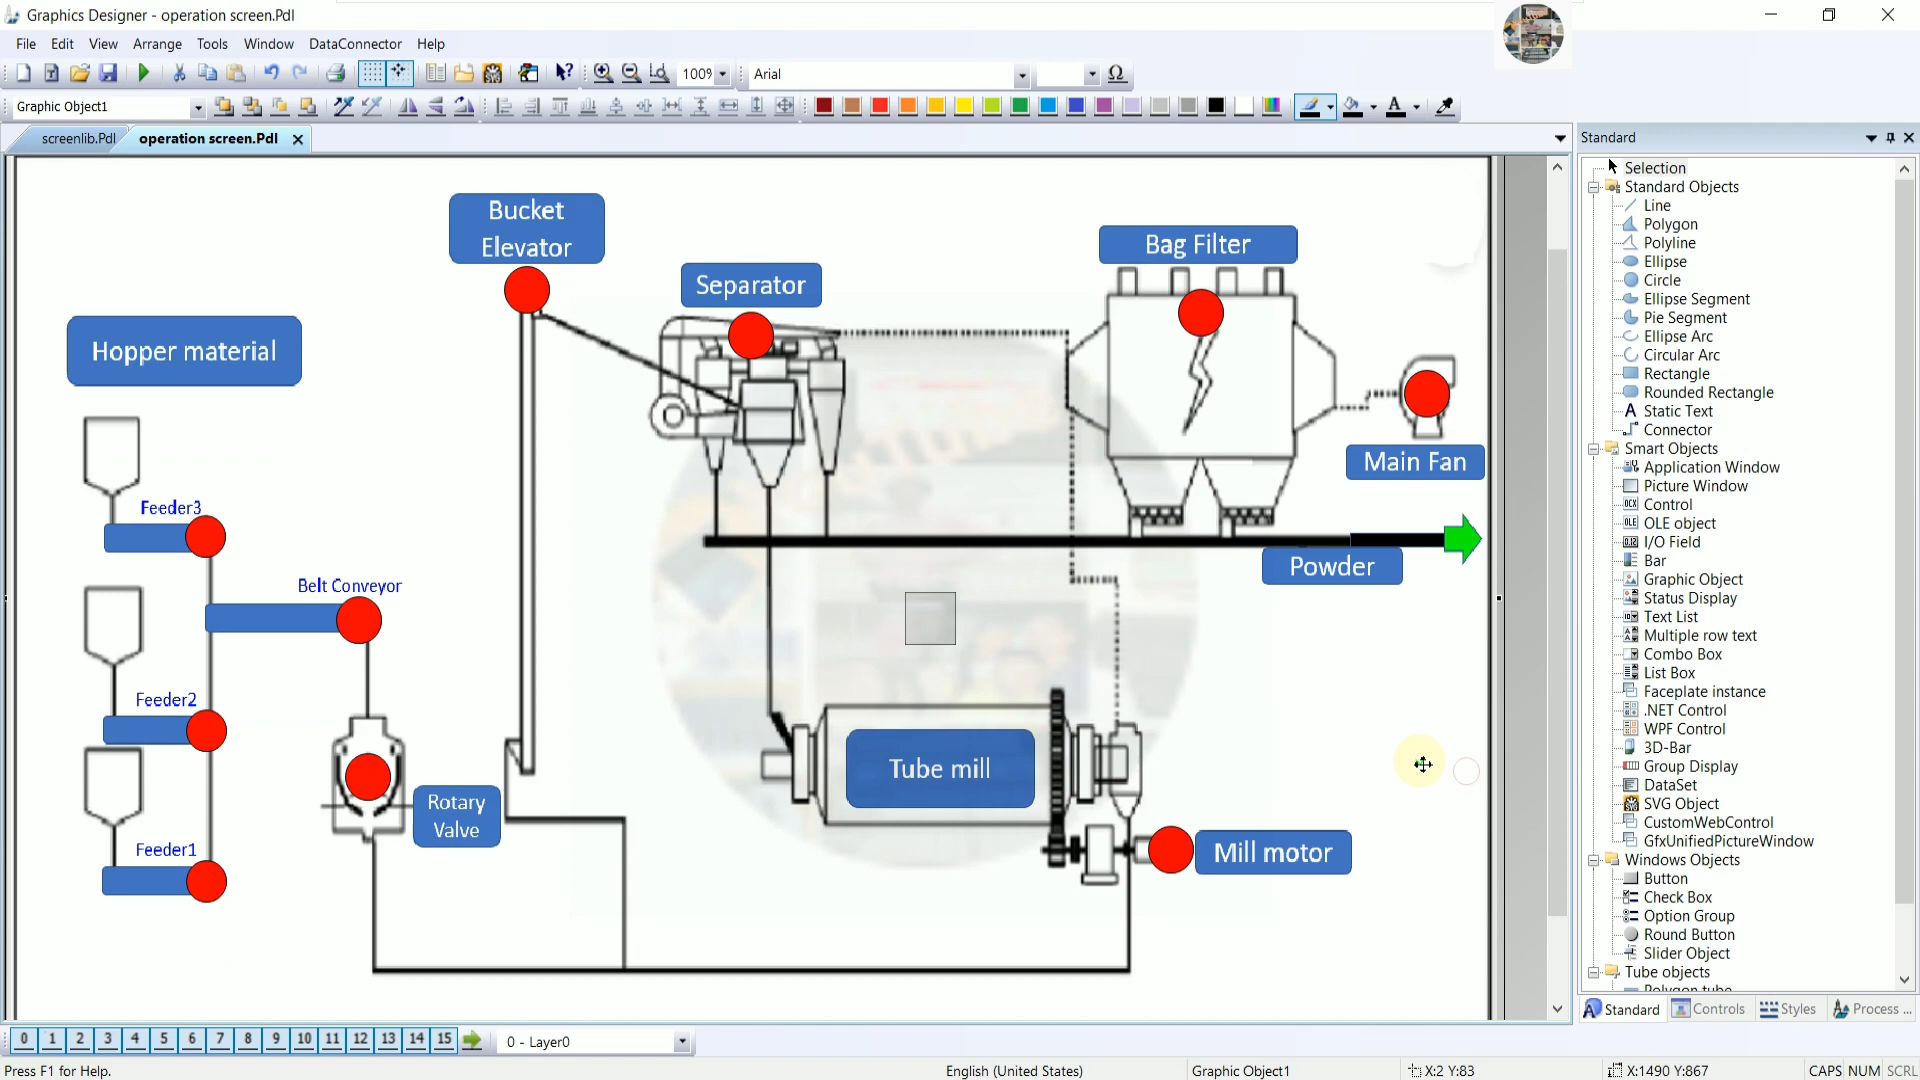 Graphics Designer - operation screen.Pdl
File Edit View Arrange Tools Window DataConnector Help
100% Arial Ω
Graphic Object1
screenlib.Pdl operation screen.Pdl
Standard
Selection
Standard Objects
Line
Polygon
Polyline
Ellipse
Circle
Ellipse Segment
Pie Segment
Ellipse Arc
Circular Arc
Rectangle
Rounded Rectangle
Static Text
Connector
Smart Objects
Application Window
Picture Window
Control
OLE object
I/O Field
Bar
Graphic Object
Status Display
Text List
Multiple row text
Combo Box
List Box
Faceplate instance
.NET Control
WPF Control
3D-Bar
Group Display
DataSet
SVG Object
CustomWebControl
GfxUnifiedPictureWindow
Windows Objects
Button
Check Box
Option Group
Round Button
Slider Object
Tube objects
Polygon tube
Standard Controls Styles Process ...
Bucket
Elevator
Separator
Bag Filter
Hopper material
Main Fan
Feeder3
Powder
Belt Conveyor
Feeder2
Tube mill
Rotary
Valve
Feeder1
Mill motor
0 1 2 3 4 5 6 7 8 9 10 11 12 13 14 15 0 - Layer0
Press F1 for Help. English (United States) Graphic Object1 X:2 Y:83 X:1490 Y:867 CAPS NUM SCRL